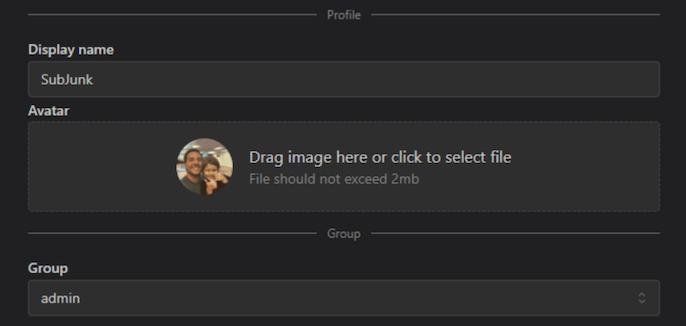 Profile
Display name
SubJunk
Avatar
Drag image here or click to select file
File should not exceed 2mb
Group
Group
admin